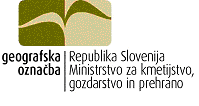 geografska
označba
Republika Slovenija
Ministrstvo za kmetijstvo,
gozdarstvo in prehrano